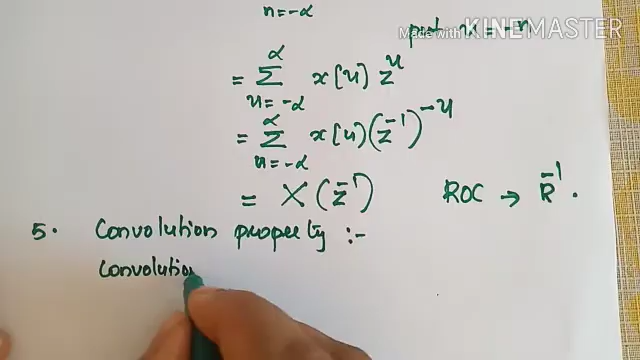 n = -α
put u = -n
Made with KINEMASTER
= α Σ u = -α x[u] z^u
= α Σ u = -α x[u] (z^-1)^-u
= X(z^-1) ROC → R^-1.
5. Convolution property :-
Convolution